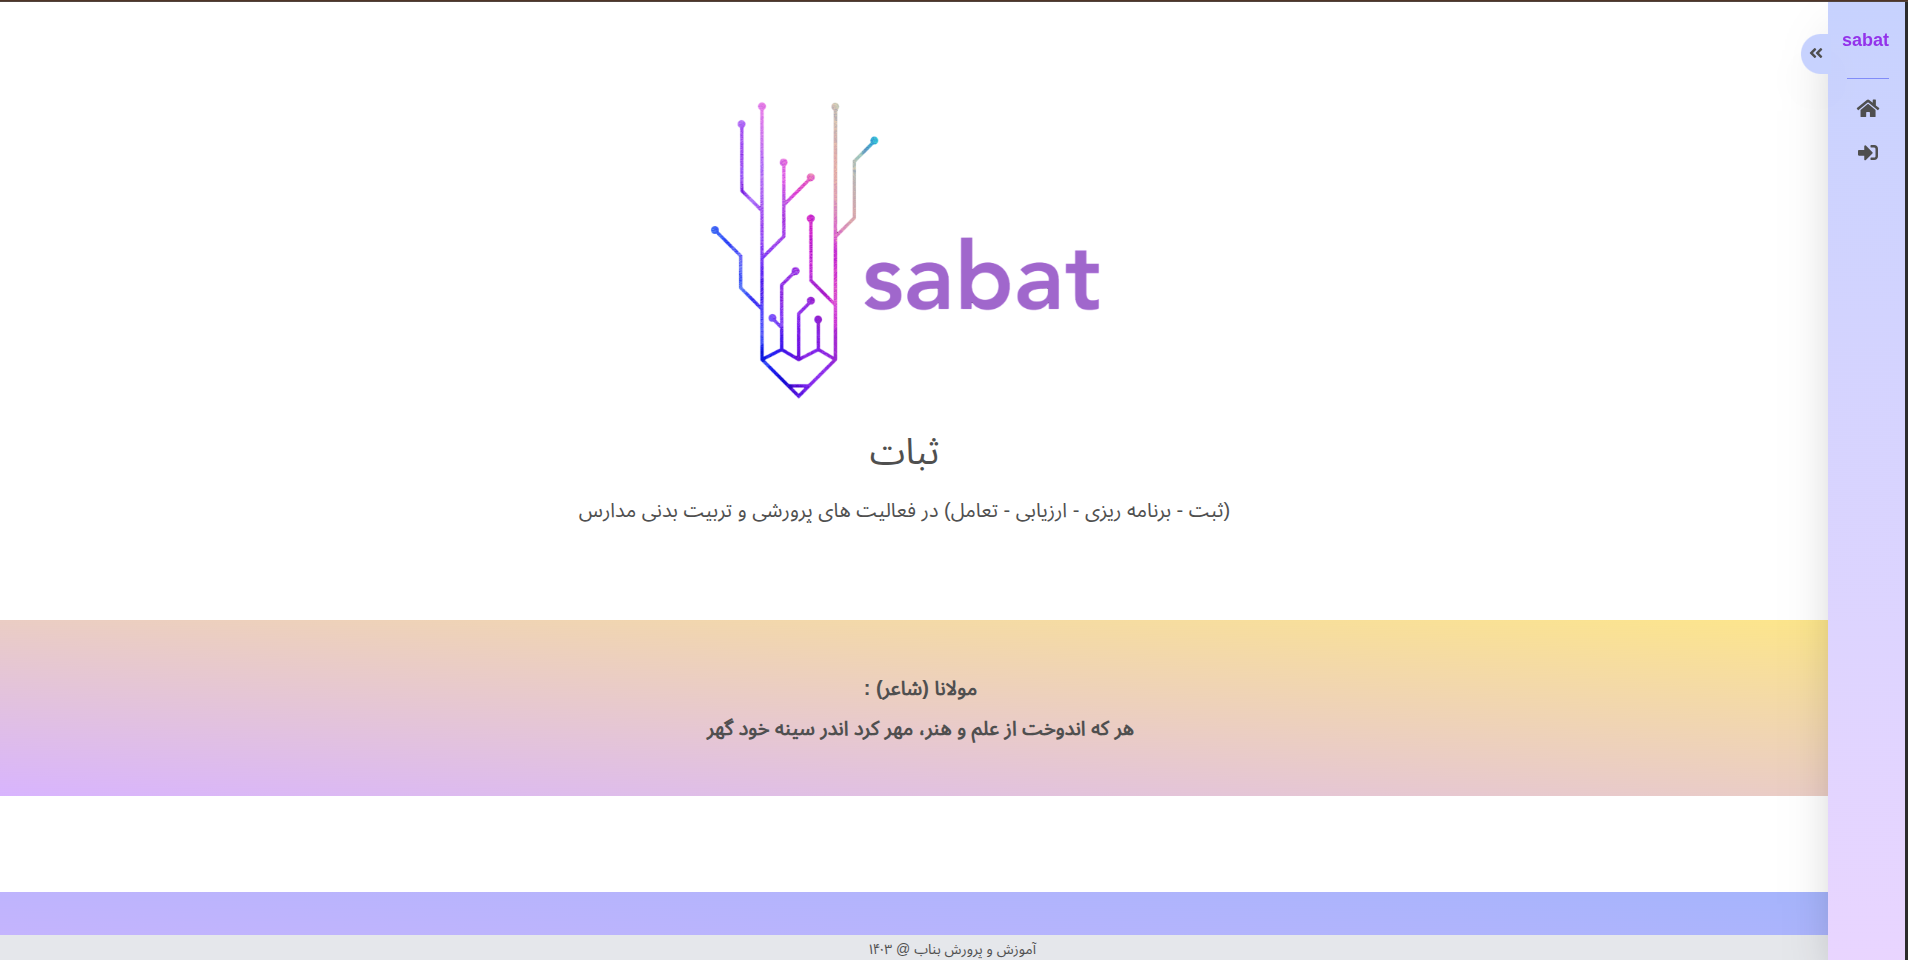 sabat
sabat
ثبات
(ثبت - برنامه ریزی - ارزیابی - تعامل) در فعالیت های پرورشی و تربیت بدنی مدارس
مولانا (شاعر) :
هر که اندوخت از علم و هنر، مهر کرد اندر سینه خود گهر
آموزش و پرورش بناب @ ۱۴۰۳